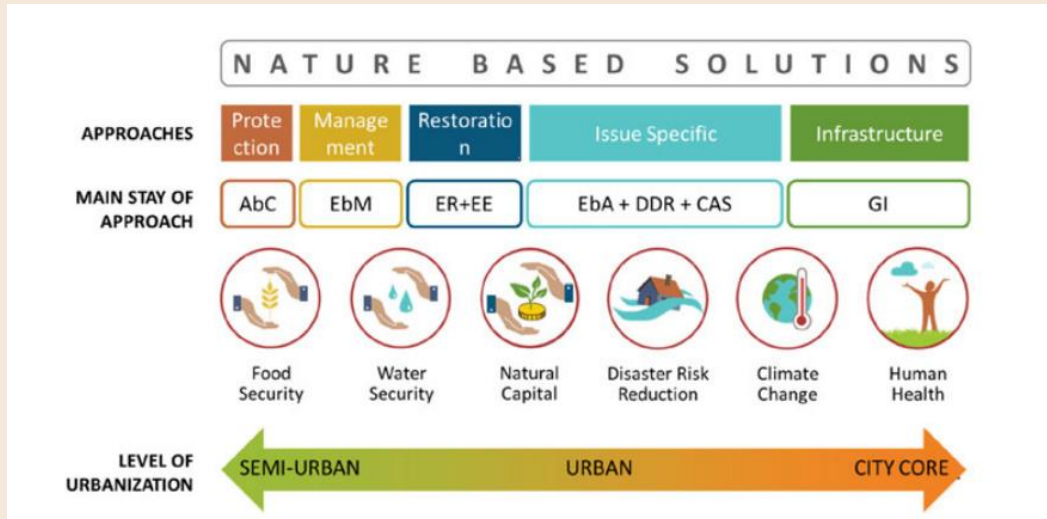 NATURE BASED SOLUTIONS
APPROACHES
Prote
ction
Manage
ment
Restoratio
n
Issue Specific
Infrastructure
MAIN STAY OF
APPROACH
AbC
EbM
ER+EE
EbA + DDR + CAS
GI
Food
Security
Water
Security
Natural
Capital
Disaster Risk
Reduction
Climate
Change
Human
Health
LEVEL OF
URBANIZATION
SEMI-URBAN
URBAN
CITY CORE .